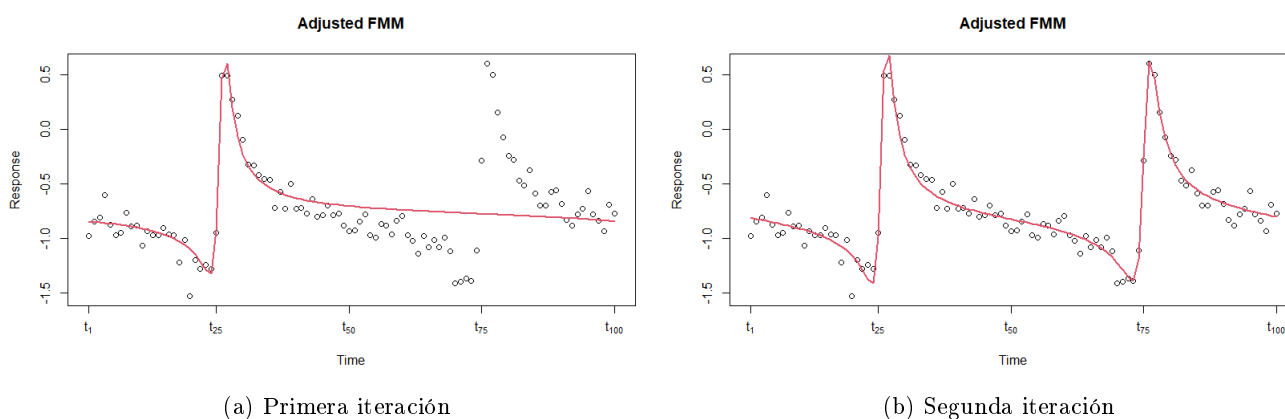 Adjusted FMM
Response
0.5
0.0
-0.5
-1.0
-1.5
t1
t25
t50
t75
t100
Time
(a) Primera iteración
Adjusted FMM
Response
0.5
0.0
-0.5
-1.0
-1.5
t1
t25
t50
t75
t100
Time
(b) Segunda iteración